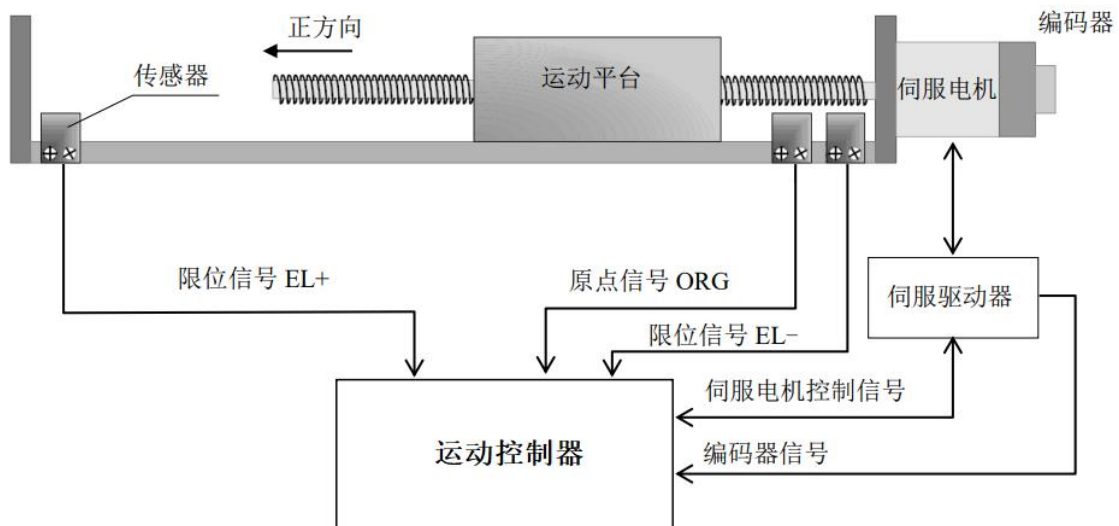 正方向
编码器
传感器
运动平台
伺服电机
限位信号 EL+
原点信号 ORG
伺服驱动器
限位信号 EL-
伺服电机控制信号
运动控制器
编码器信号